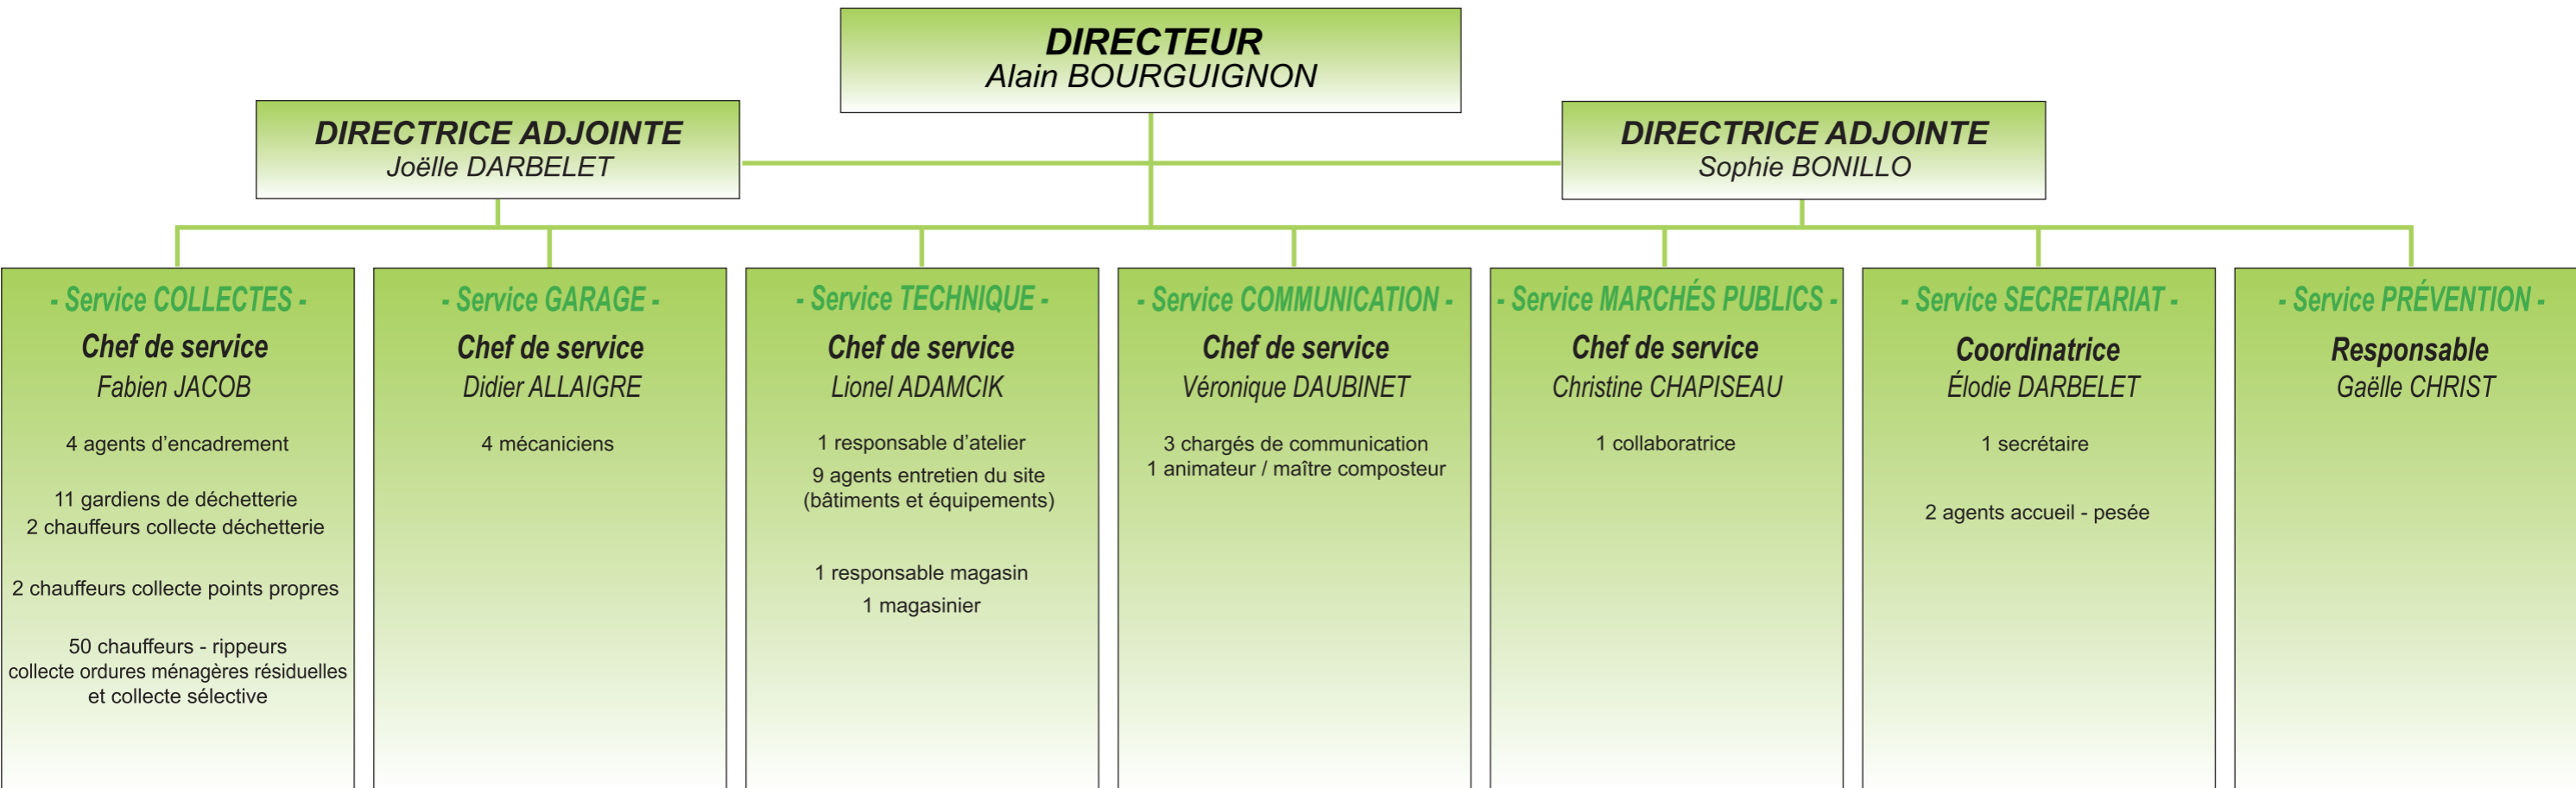 DIRECTEUR
Alain BOURGUIGNON
DIRECTRICE ADJOINTE
Joëlle DARBELET
DIRECTRICE ADJOINTE
Sophie BONILLO
- Service COLLECTES -
Chef de service
Fabien JACOB
4 agents d’encadrement
11 gardiens de déchetterie
2 chauffeurs collecte déchetterie
2 chauffeurs collecte points propres
50 chauffeurs - rippeurs
collecte ordures ménagères résiduelles
et collecte sélective
- Service GARAGE -
Chef de service
Didier ALLAIGRE
4 mécaniciens
- Service TECHNIQUE -
Chef de service
Lionel ADAMCIK
1 responsable d’atelier
9 agents entretien du site
(bâtiments et équipements)
1 responsable magasin
1 magasinier
- Service COMMUNICATION -
Chef de service
Véronique DAUBINET
3 chargés de communication
1 animateur / maître composteur
- Service MARCHÉS PUBLICS -
Chef de service
Christine CHAPISEAU
1 collaboratrice
- Service SECRETARIAT -
Coordinatrice
Élodie DARBELET
1 secrétaire
2 agents accueil - pesée
- Service PRÉVENTION -
Responsable
Gaëlle CHRIST